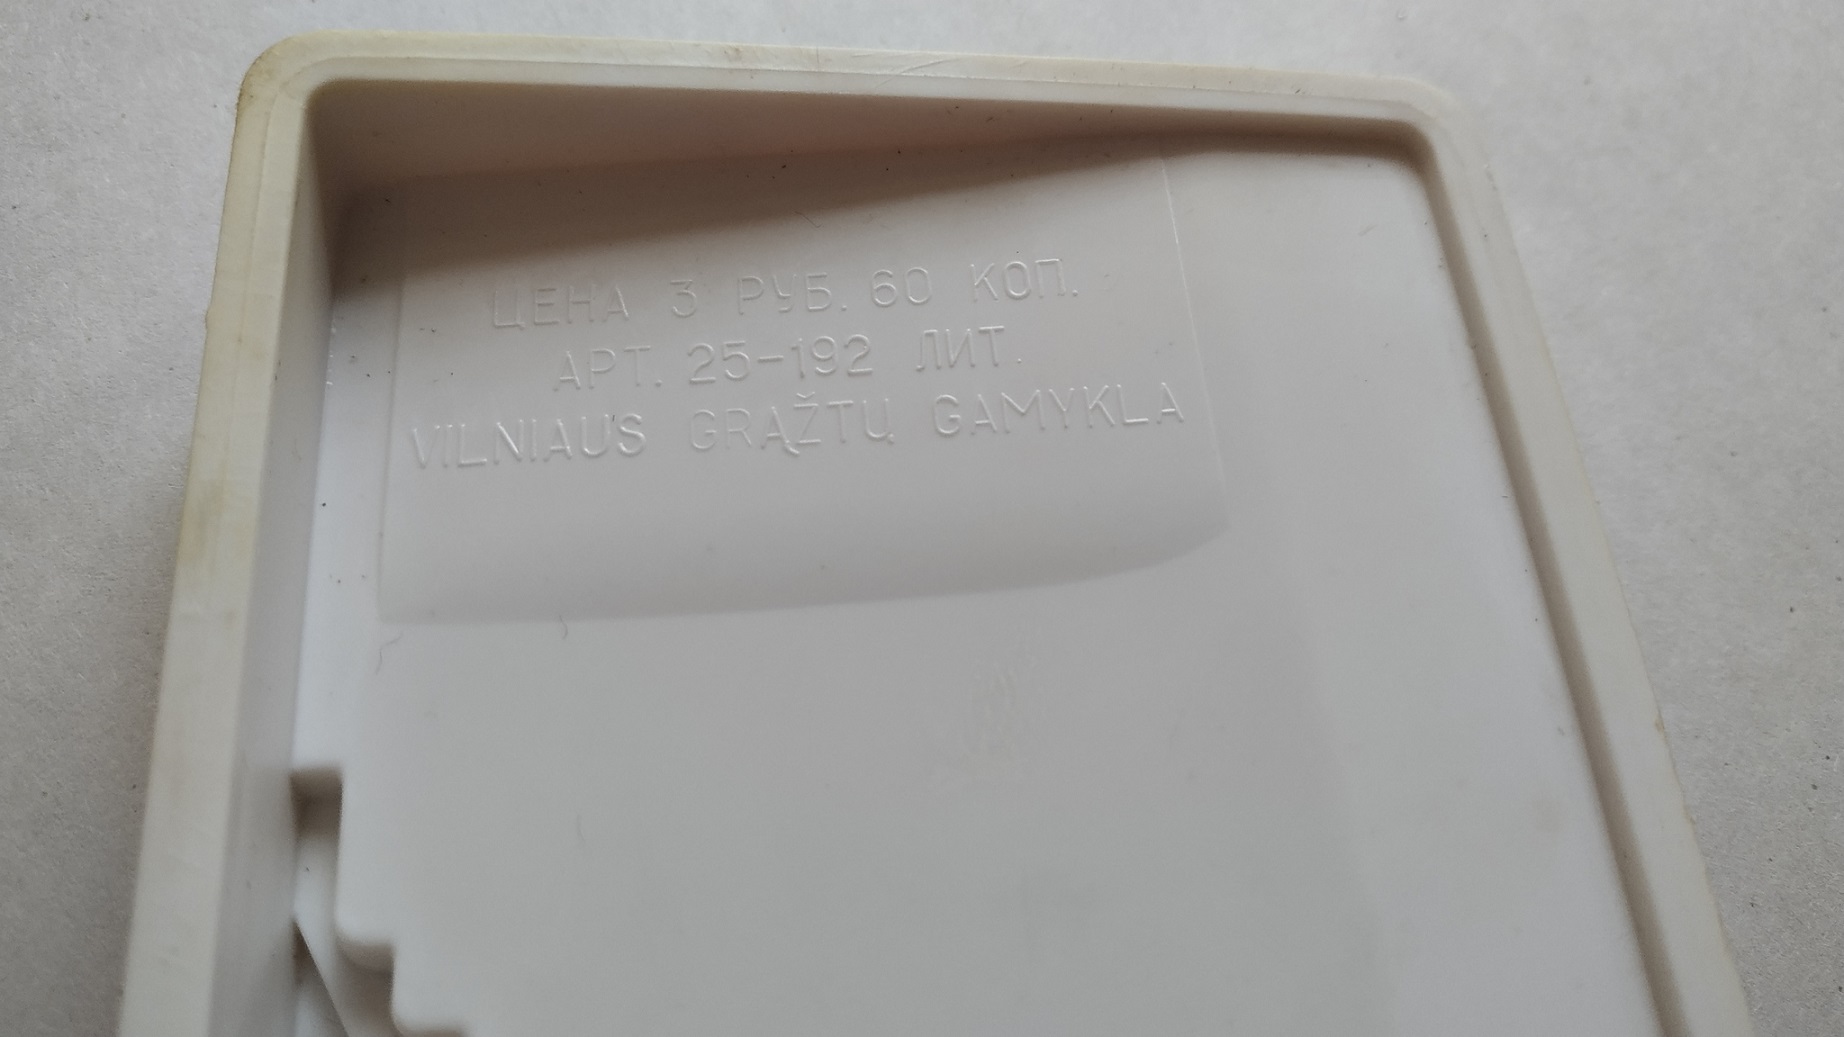 ЦЕНА 3 РУБ. 60 КОП.
АРТ. 25-192 ЛИТ.
VILNIAUS GRĄŽTŲ GAMYKLA